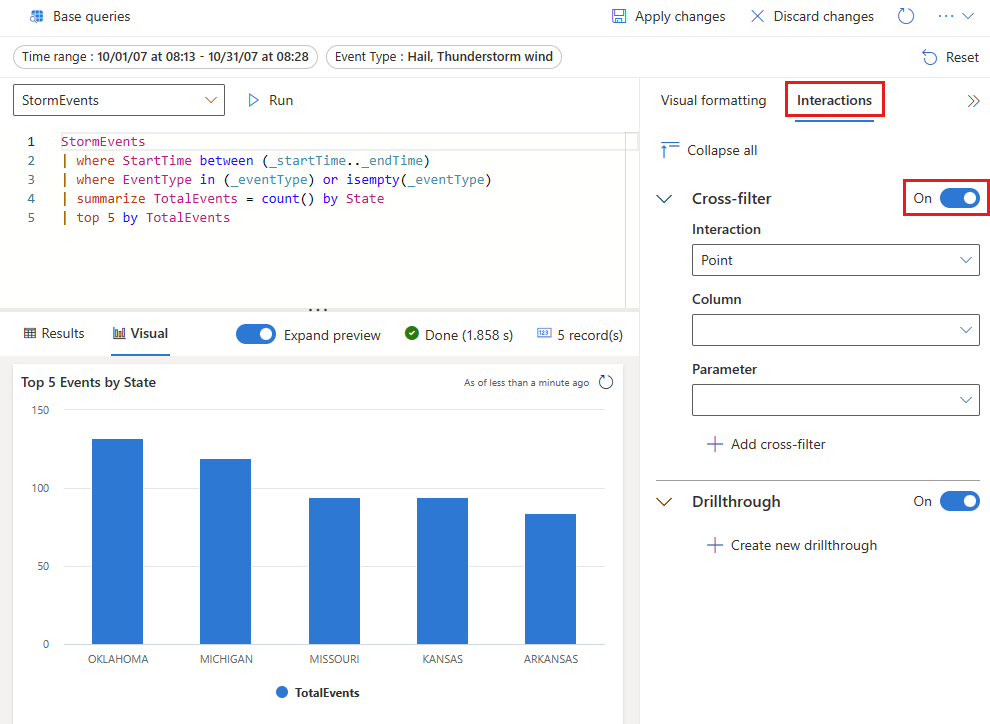 Base queries
Apply changes
Discard changes
Time range : 10/01/07 at 08:13 - 10/31/07 at 08:28
Event Type : Hail, Thunderstorm wind
Reset
StormEvents
Run
Visual formatting
Interactions
1 StormEvents
2 | where StartTime between (_startTime.._endTime)
3 | where EventType in (_eventType) or isempty(_eventType)
4 | summarize TotalEvents = count() by State
5 | top 5 by TotalEvents
Collapse all
Cross-filter
On
Interaction
Point
Column
Parameter
Add cross-filter
Drillthrough
On
Create new drillthrough
Results
Visual
Expand preview
Done (1.858 s)
123
5 record(s)
Top 5 Events by State
As of less than a minute ago
150
100
50
0
OKLAHOMA
MICHIGAN
MISSOURI
KANSAS
ARKANSAS
TotalEvents